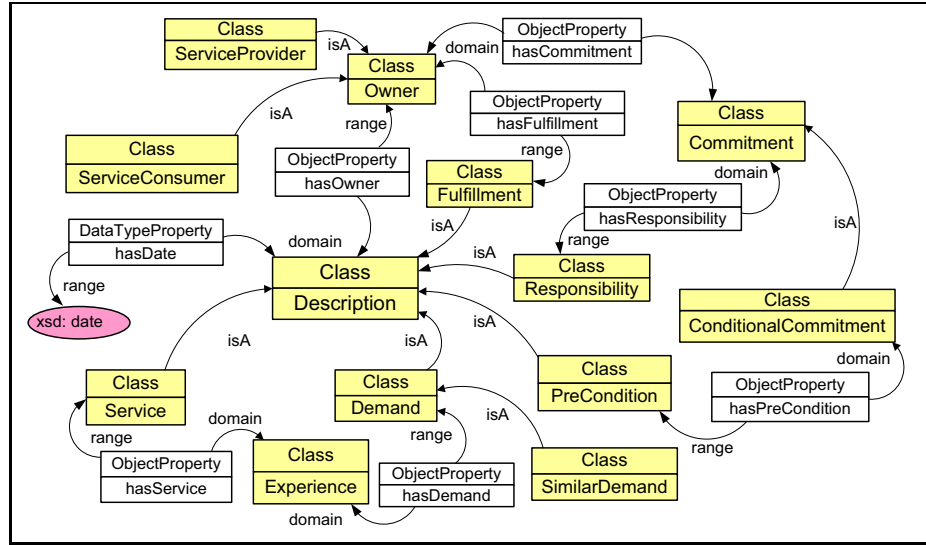 Class
ServiceProvider
isA
Class
Owner
domain
ObjectProperty
hasCommitment
Class
ServiceConsumer
isA
range
ObjectProperty
hasOwner
ObjectProperty
hasFulfillment
range
Class
Fulfillment
Class
Commitment
domain
ObjectProperty
hasResponsibility
range
isA
DataTypeProperty
hasDate
range
xsd: date
domain
isA
Class
Description
isA
Class
Responsibility
Class
ConditionalCommitment
isA
isA
isA
Class
Service
Class
Demand
Class
PreCondition
domain
ObjectProperty
hasPreCondition
range
range
domain
ObjectProperty
hasService
Class
Experience
domain
range
ObjectProperty
hasDemand
isA
Class
SimilarDemand